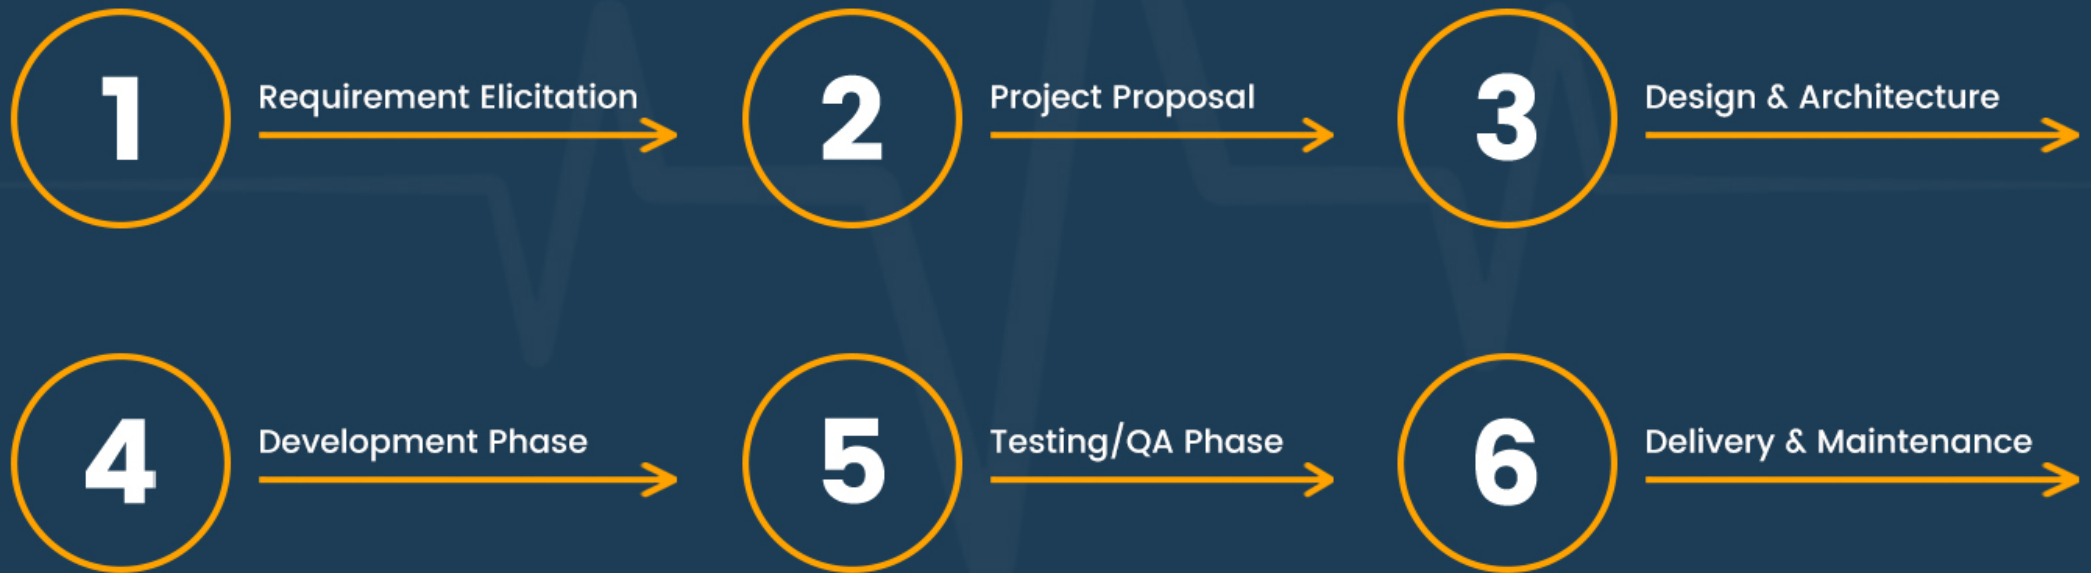 1
Requirement Elicitation
2
Project Proposal
3
Design & Architecture
4
Development Phase
5
Testing/QA Phase
6
Delivery & Maintenance